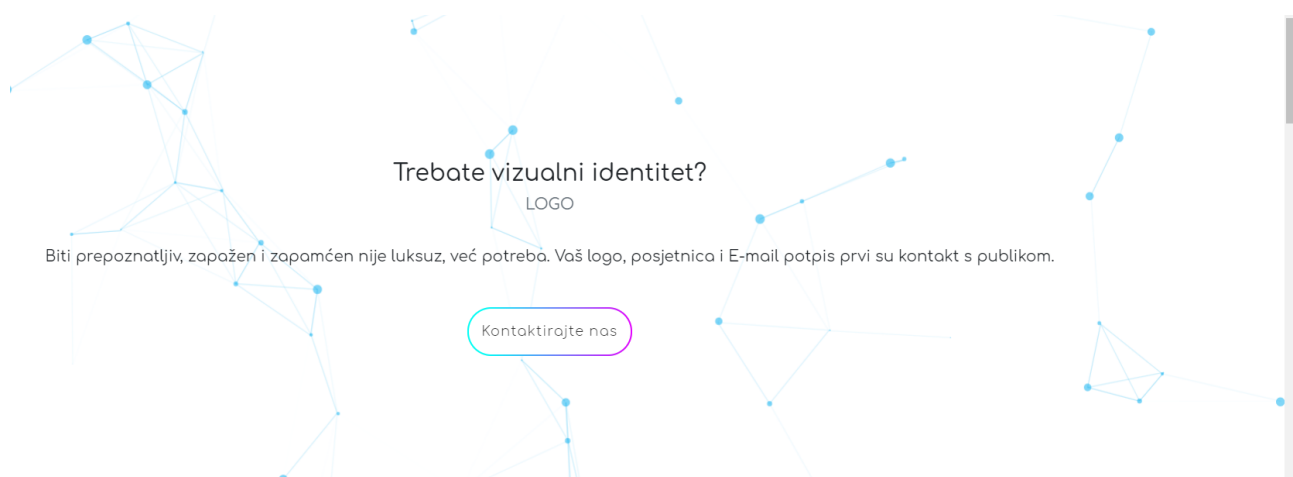 Trebate vizualni identitet?
LOGO
Biti prepoznatljiv, zapažen i zapamćen nije luksuz, već potreba. Vaš logo, posjetnica i E-mail potpis prvi su kontakt s publikom.
Kontaktirajte nas